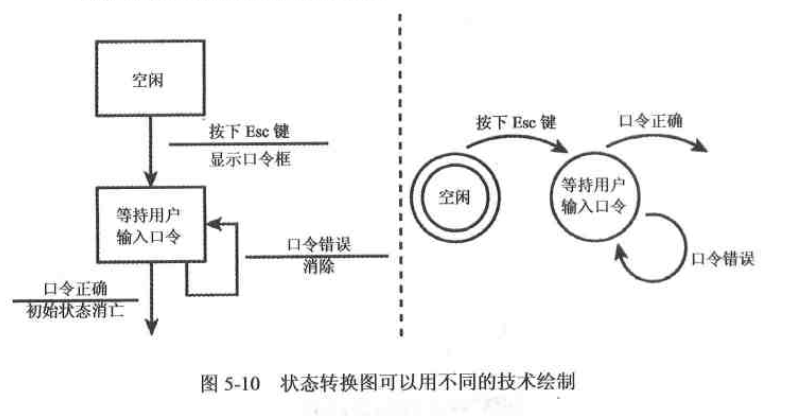 空闲
按下 Esc 键
显示口令框
等持用户
输入口令
口令错误
消除
口令正确
初始状态消亡
按下 Esc 键
口令正确
空闲
等持用户
输入口令
口令错误
图 5-10 状态转换图可以用不同的技术绘制